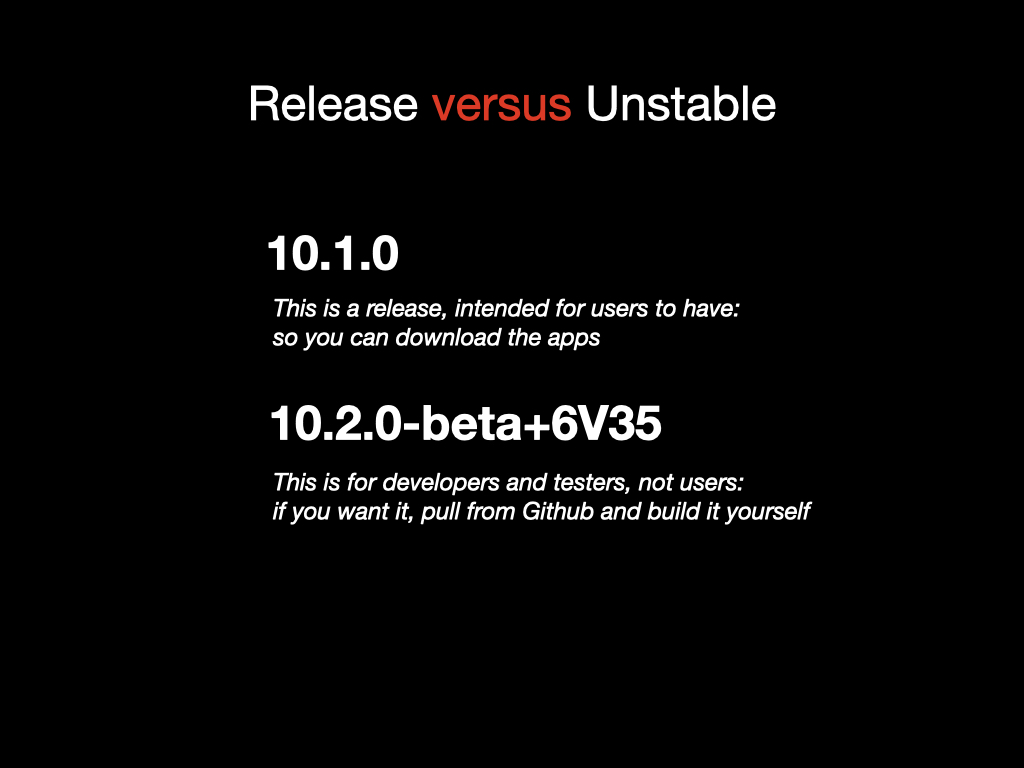 Release versus Unstable
10.1.0
This is a release, intended for users to have:
so you can download the apps
10.2.0-beta+6V35
This is for developers and testers, not users:
if you want it, pull from Github and build it yourself